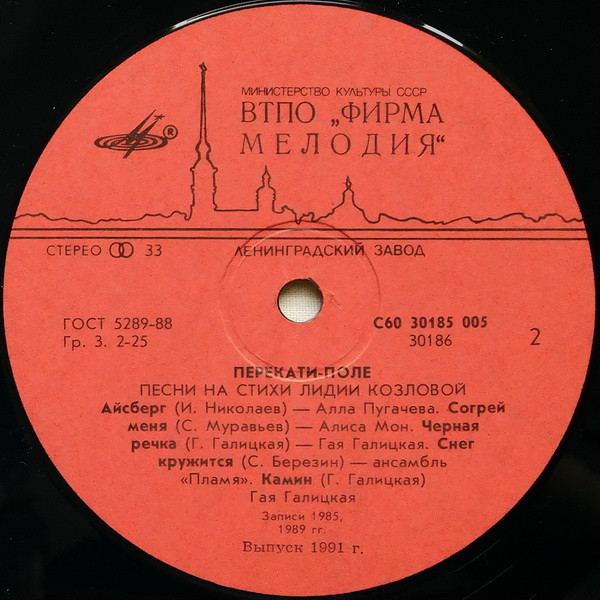 МИНИСТЕРСТВО КУЛЬТУРЫ СССР
ВТПО „ФИРМА
МЕЛОДИЯ“
®
СТЕРЕО 33
ЛЕНИНГРАДСКИЙ ЗАВОД
ГОСТ 5289-88
Гр. 3. 2-25
С60 30185 005
30186
2
ПЕРЕКАТИ-ПОЛЕ
ПЕСНИ НА СТИХИ ЛИДИИ КОЗЛОВОЙ
Айсберг (И. Николаев) — Алла Пугачева. Согрей
меня (С. Муравьев) — Алиса Мон. Черная
речка (Г. Галицкая) — Гая Галицкая. Снег
кружится (С. Березин) — ансамбль
«Пламя». Камин (Г. Галицкая)
Гая Галицкая
Записи 1985,
1989 гг.
Выпуск 1991 г.